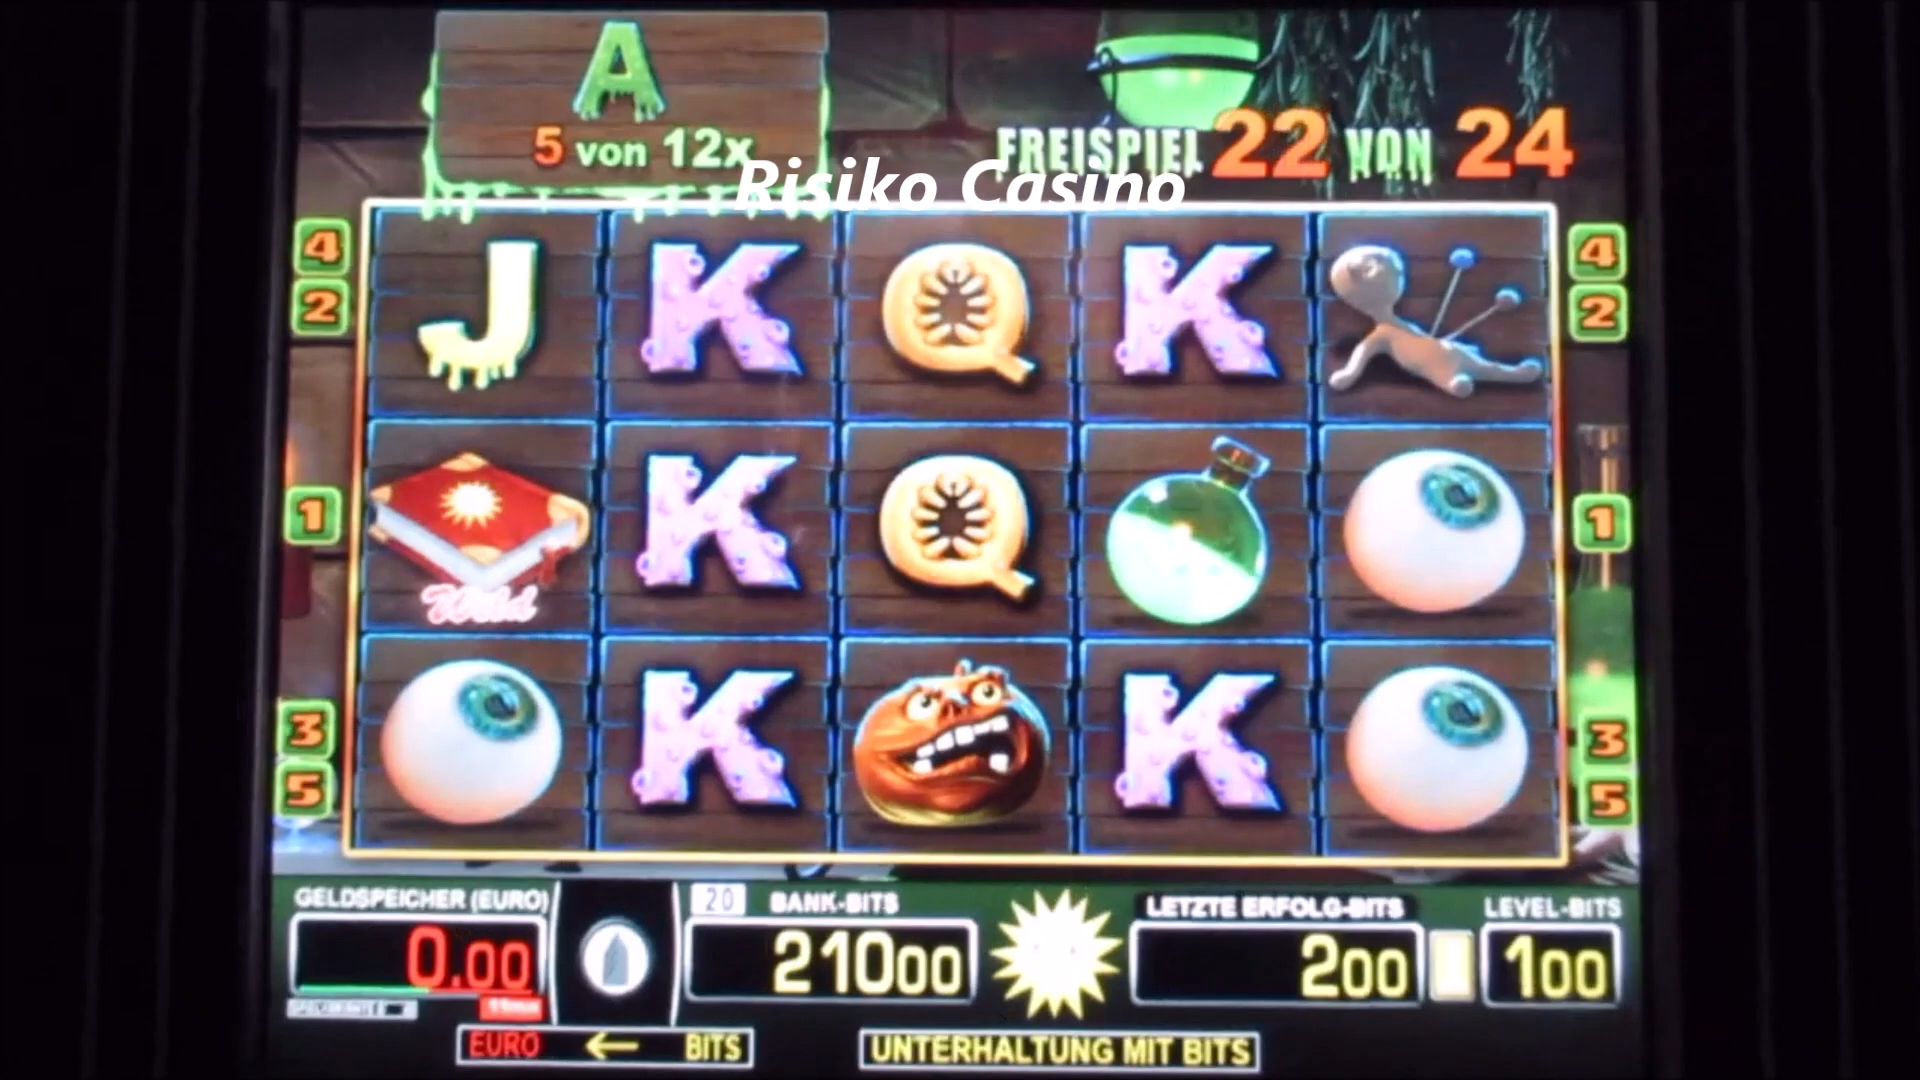 A
5 von 12x
FREISPIEL 22 VON 24
Risiko Casino
4
4
2
2
J K Q K
K Q
1
1
Wild
K K
3
3
5
5
GELDSPEICHER (EURO)
20 BANK-BITS
LETZTE ERFOLG-BITS
LEVEL-BITS
0.00
21000
200
100
EURO ← BITS
UNTERHALTUNG MIT BITS